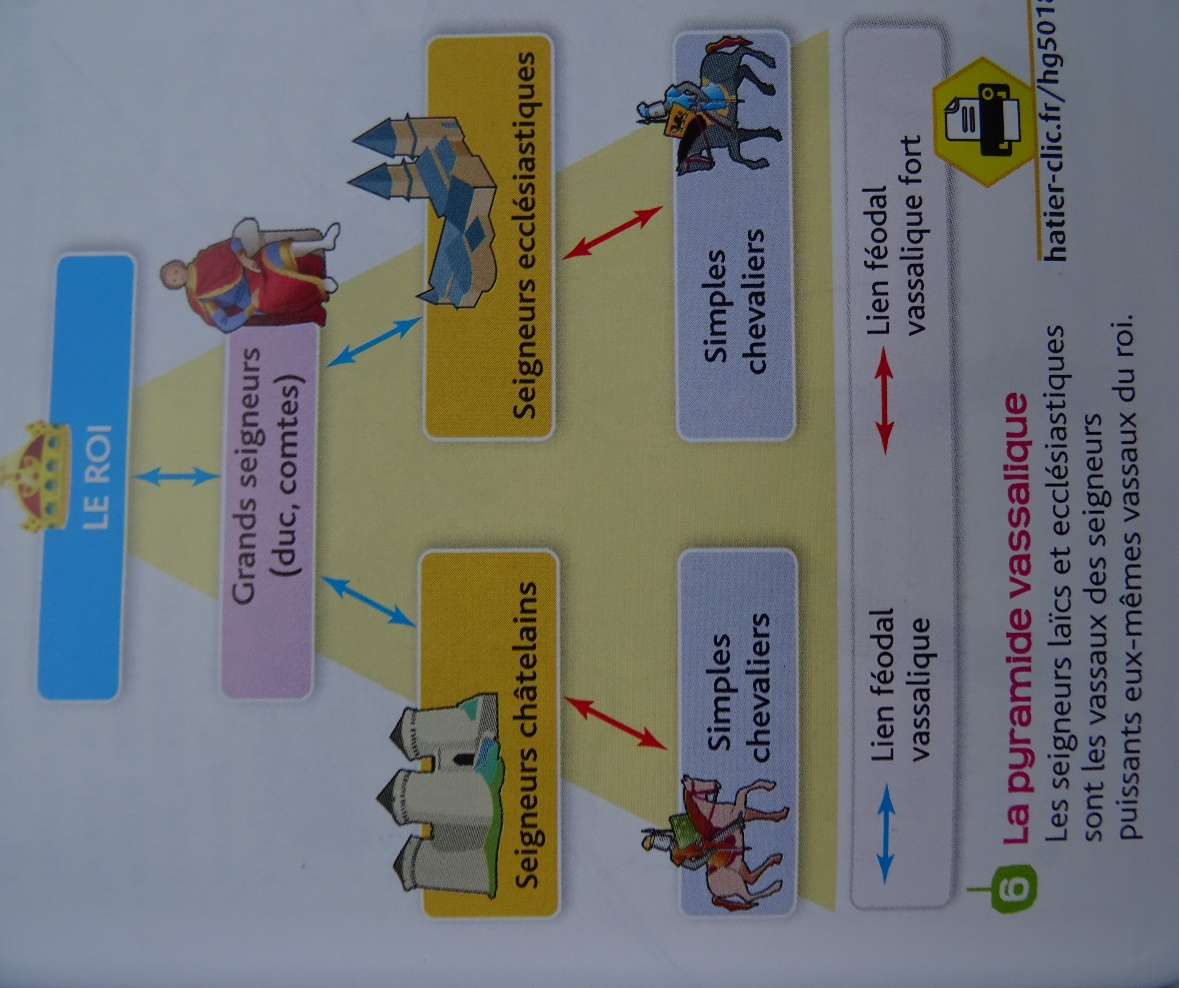 LE ROI
Grands seigneurs
(duc, comtes)
Seigneurs châtelains
Seigneurs ecclésiastiques
Simples
chevaliers
Simples
chevaliers
Lien féodal
vassalique
Lien féodal
vassalique fort
6 La pyramide vassalique
Les seigneurs laïcs et ecclésiastiques
sont les vassaux des seigneurs
puissants eux-mêmes vassaux du roi.
hatier-clic.fr/hg501